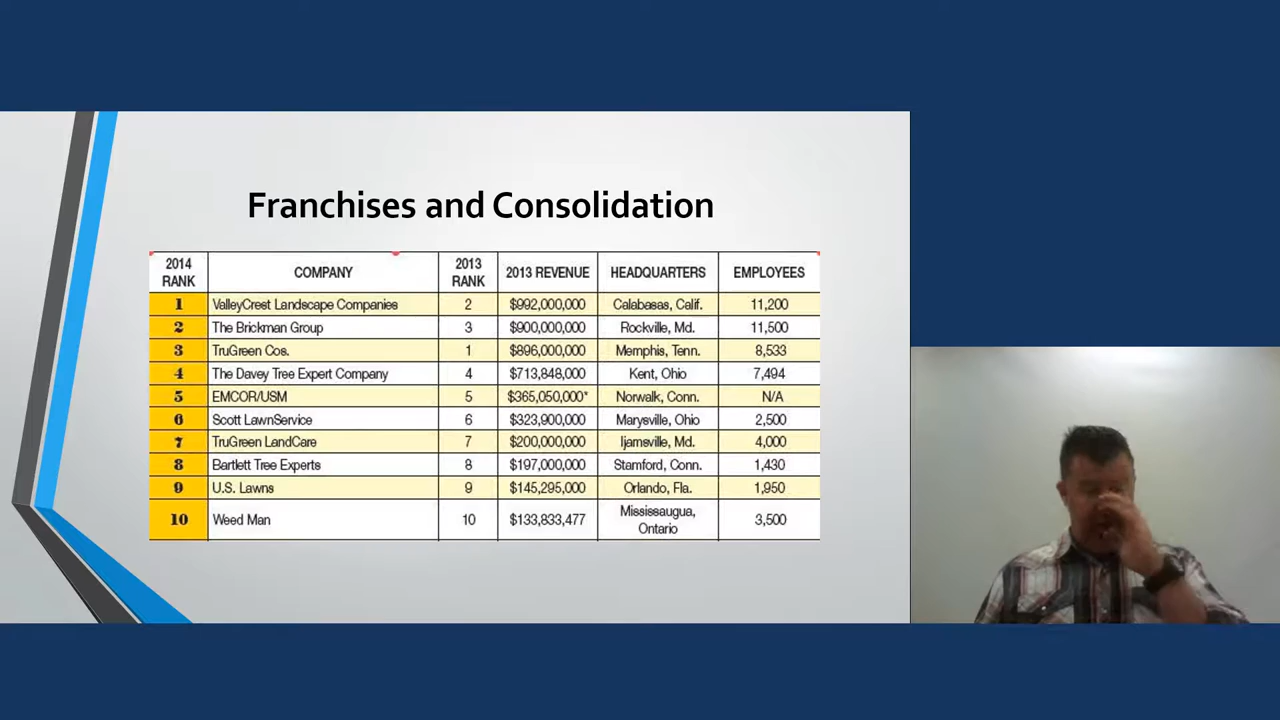 Franchises and Consolidation
2014 RANK COMPANY 2013 RANK 2013 REVENUE HEADQUARTERS EMPLOYEES
1 ValleyCrest Landscape Companies 2 $992,000,000 Calabasas, Calif. 11,200
2 The Brickman Group 3 $900,000,000 Rockville, Md. 11,500
3 TruGreen Cos. 1 $896,000,000 Memphis, Tenn. 8,533
4 The Davey Tree Expert Company 4 $713,848,000 Kent, Ohio 7,494
5 EMCOR/USM 5 $365,050,000* Norwalk, Conn. N/A
6 Scott LawnService 6 $323,900,000 Marysville, Ohio 2,500
7 TruGreen LandCare 7 $200,000,000 Ijamsville, Md. 4,000
8 Bartlett Tree Experts 8 $197,000,000 Stamford, Conn. 1,430
9 U.S. Lawns 9 $145,295,000 Orlando, Fla. 1,950
10 Weed Man 10 $133,833,477 Mississaugua, Ontario 3,500